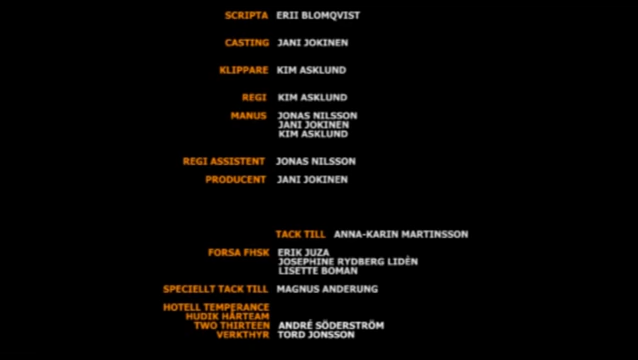 SCRIPTA ERII BLOMQVIST
CASTING JANI JOKINEN
KLIPPARE KIM ASKLUND
REGI KIM ASKLUND
MANUS JONAS NILSSON
JANI JOKINEN
KIM ASKLUND
REGI ASSISTENT JONAS NILSSON
PRODUCENT JANI JOKINEN
TACK TILL ANNA-KARIN MARTINSSON
FORSA FHSK ERIK JUZA
JOSEPHINE RYDBERG LIDÈN
LISETTE BOMAN
SPECIELLT TACK TILL MAGNUS ANDERUNG
HOTELL TEMPERANCE
HUDIK HÅRTEAM
TWO THIRTEEN ANDRÉ SÖDERSTRÖM
VERKTHYR TORD JONSSON